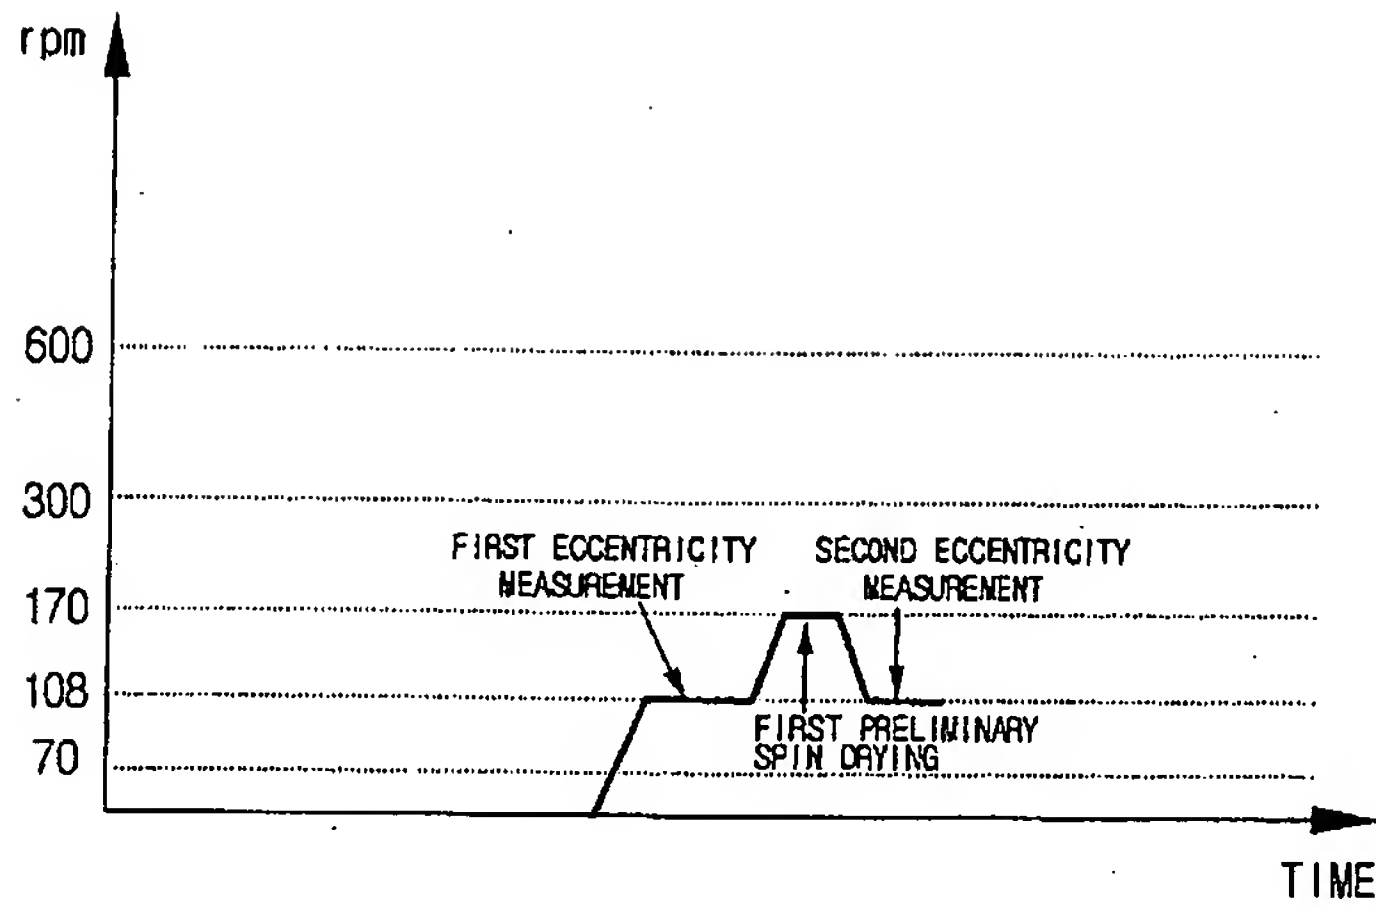 rpm
600
300
FIRST ECCENTRICITY
MEASUREMENT
SECOND ECCENTRICITY
MEASUREMENT
170
108
FIRST PRELIMINARY
SPIN DRYING
70
TIME